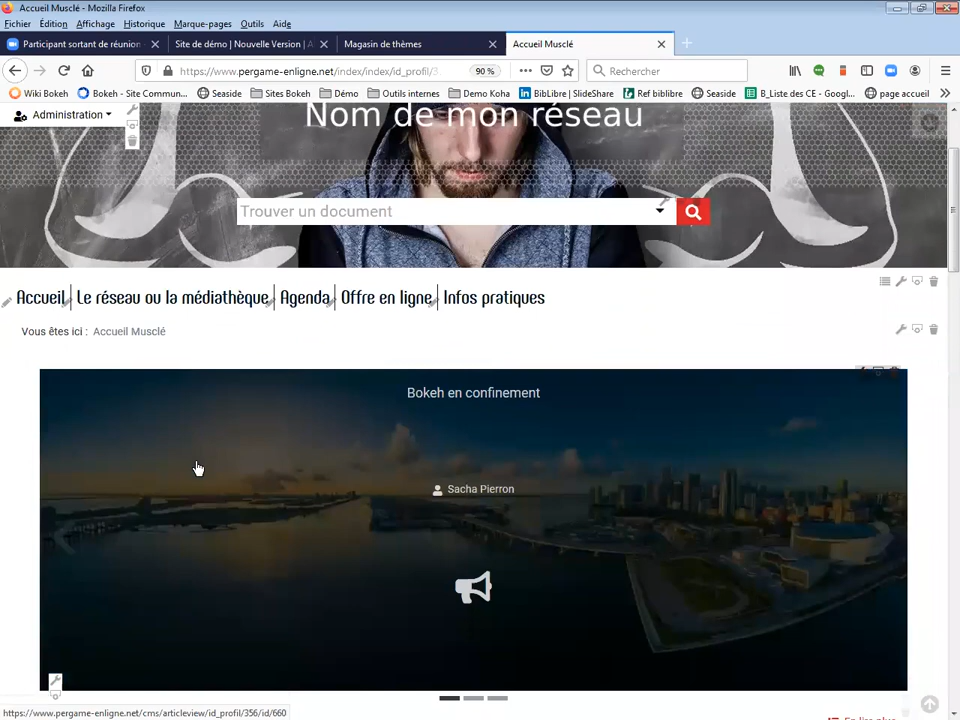 Accueil Musclé - Mozilla Firefox
Fichier Édition Affichage Historique Marque-pages Outils Aide
Participant sortant de réunion
Site de démo | Nouvelle Version | A
Magasin de thèmes
Accueil Musclé
https://www.pergame-enligne.net/index/index/id_profil/3
90 %
Rechercher
Wiki Bokeh Bokeh - Site Commun... Seaside Sites Bokeh Démo Outils internes Demo Koha BibLibre | SlideShare Ref biblibre Seaside B_Liste des CE - Googl... page accueil
Administration
Nom de mon réseau
Trouver un document
Accueil Le réseau ou la médiathèque Agenda Offre en ligne Infos pratiques
Vous êtes ici : Accueil Musclé
Bokeh en confinement
Sacha Pierron
https://www.pergame-enligne.net/cms/articleview/id_profil/356/id/660
En lire plus